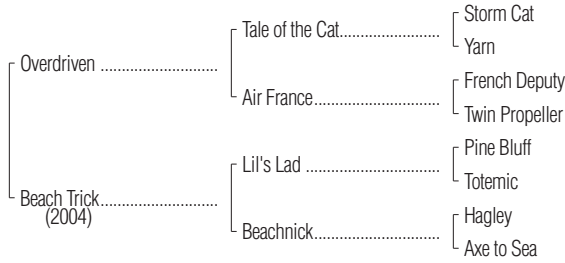 Storm Cat
Tale of the Cat..........................
Yarn
Overdriven ...............................
French Deputy
Air France.................................
Twin Propeller
Pine Bluff
Lil's Lad ...................................
Totemic
Beach Trick...............................
(2004)
Hagley
Beachnick.................................
Axe to Sea